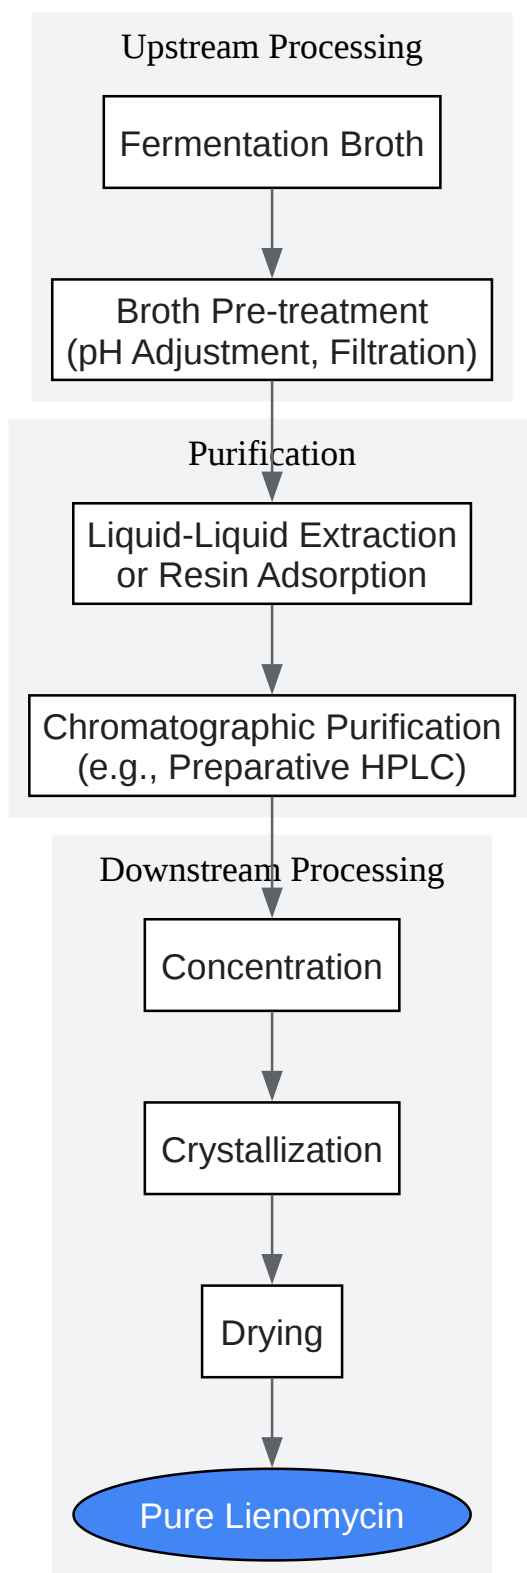 Upstream Processing
Fermentation Broth
Broth Pre-treatment
(pH Adjustment, Filtration)
Purification
Liquid-Liquid Extraction
or Resin Adsorption
Chromatographic Purification
(e.g., Preparative HPLC)
Downstream Processing
Concentration
Crystallization
Drying
Pure Lienomycin